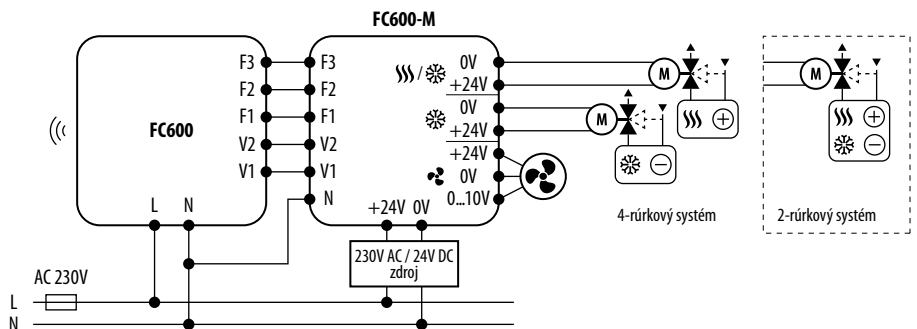 FC600-M
FC600
F3
F2
F1
V2
V1
L N
F3
F2
F1
V2
V1
N
/
0V
+24V
0V
+24V
+24V
0V
0...10V
+24V 0V
M
M
M
4-rúrkový systém
2-rúrkový systém
230V AC / 24V DC
zdroj
AC 230V
L
N